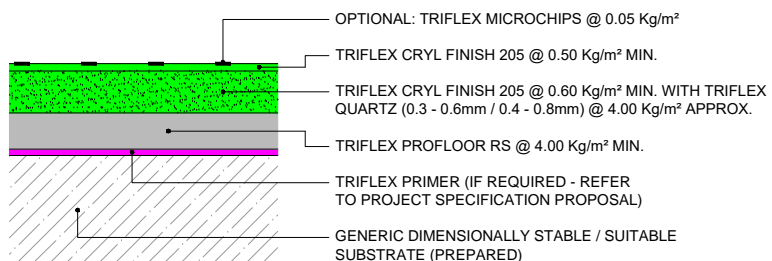 OPTIONAL: TRIFLEX MICROCHIPS @ 0.05 Kg/m²
TRIFLEX CRYL FINISH 205 @ 0.50 Kg/m² MIN.
TRIFLEX CRYL FINISH 205 @ 0.60 Kg/m² MIN. WITH TRIFLEX
QUARTZ (0.3 - 0.6mm / 0.4 - 0.8mm) @ 4.00 Kg/m² APPROX.
TRIFLEX PROFLOOR RS @ 4.00 Kg/m² MIN.
TRIFLEX PRIMER (IF REQUIRED - REFER
TO PROJECT SPECIFICATION PROPOSAL)
GENERIC DIMENSIONALLY STABLE / SUITABLE
SUBSTRATE (PREPARED)